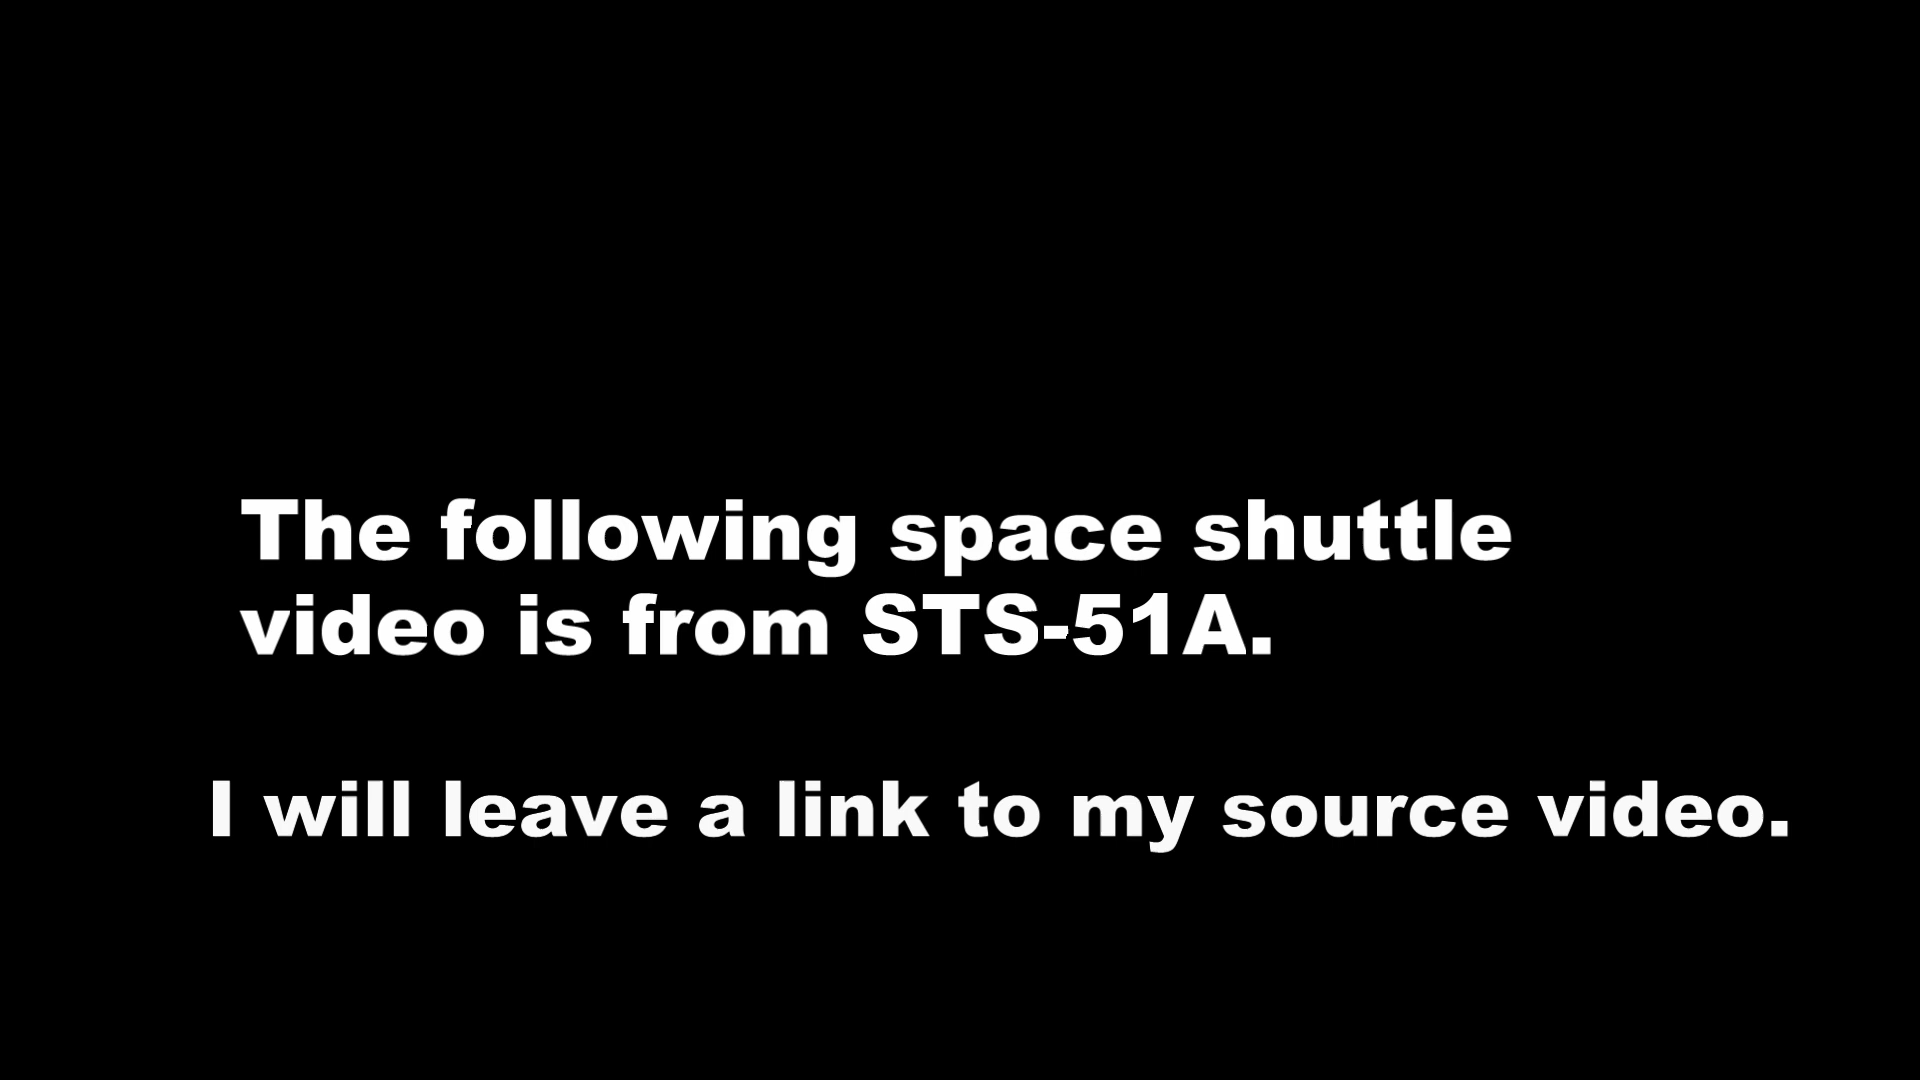 The following space shuttle
video is from STS-51A.
I will leave a link to my source video.